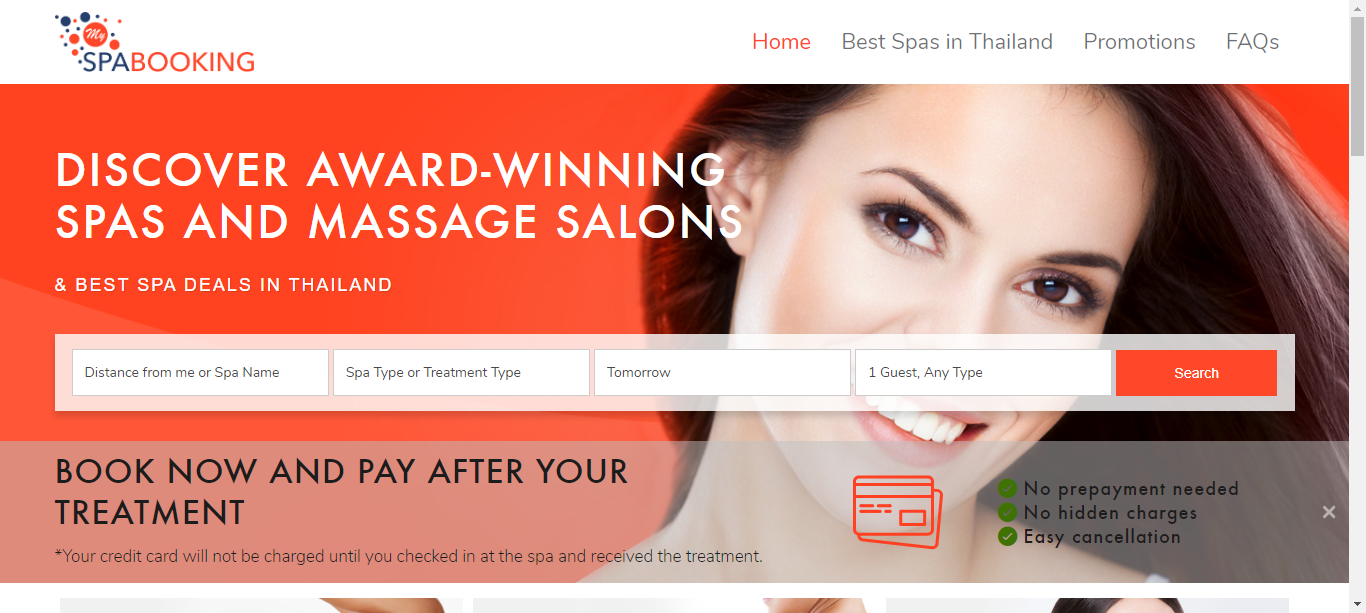 My
SPABOOKING
Home
Best Spas in Thailand
Promotions
FAQs
DISCOVER AWARD-WINNING
SPAS AND MASSAGE SALONS
& BEST SPA DEALS IN THAILAND
Distance from me or Spa Name
Spa Type or Treatment Type
Tomorrow
1 Guest, Any Type
Search
BOOK NOW AND PAY AFTER YOUR
TREATMENT
*Your credit card will not be charged until you checked in at the spa and received the treatment.
No prepayment needed
No hidden charges
Easy cancellation